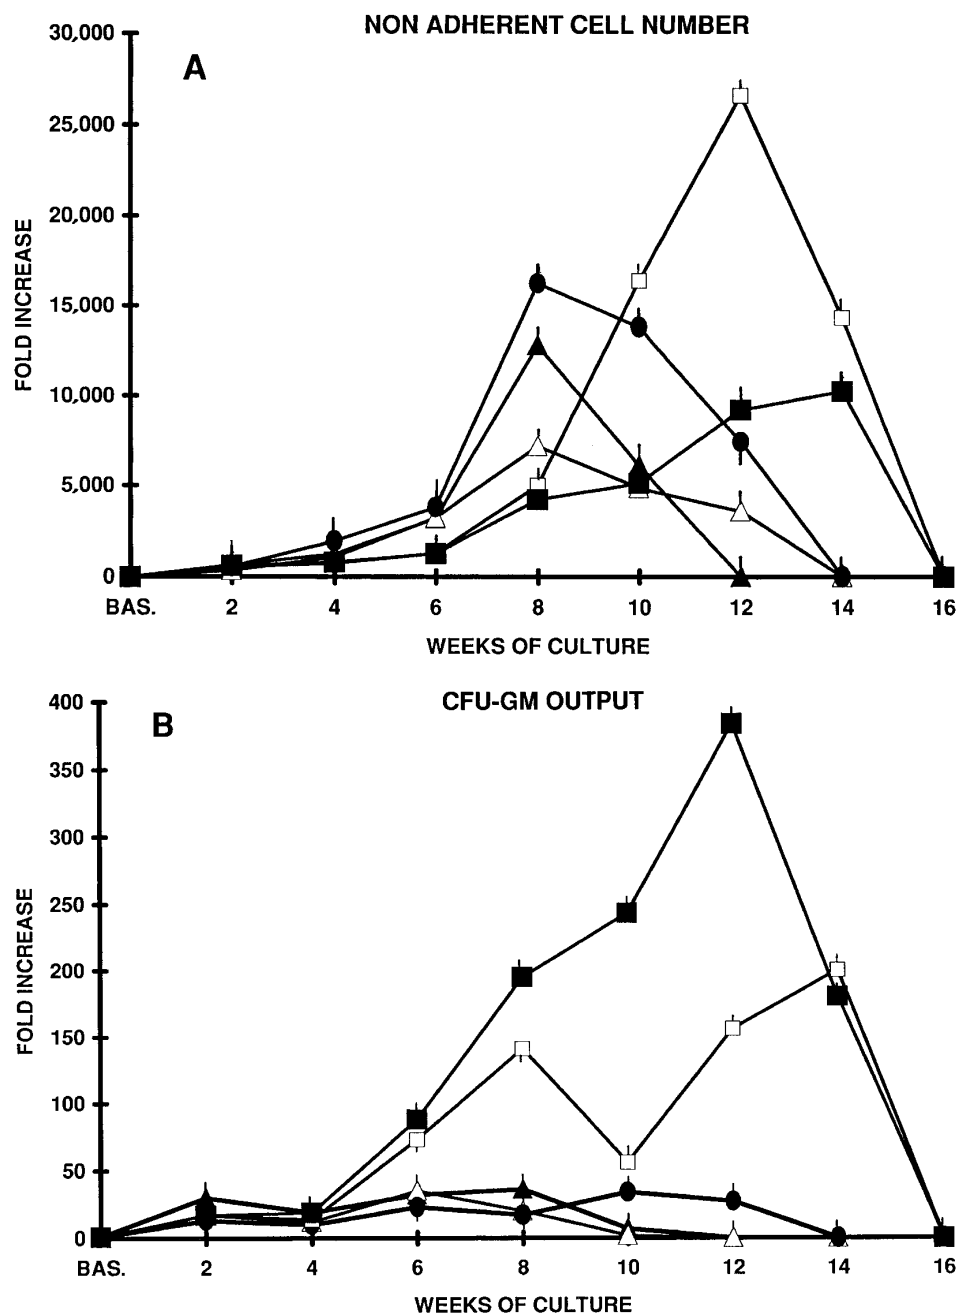 NON ADHERENT CELL NUMBER
A
30,000
25,000
20,000
15,000
10,000
5,000
0
FOLD INCREASE
BAS. 2 4 6 8 10 12 14 16
WEEKS OF CULTURE
CFU-GM OUTPUT
B
400
350
300
250
200
150
100
50
0
FOLD INCREASE
BAS. 2 4 6 8 10 12 14 16
WEEKS OF CULTURE